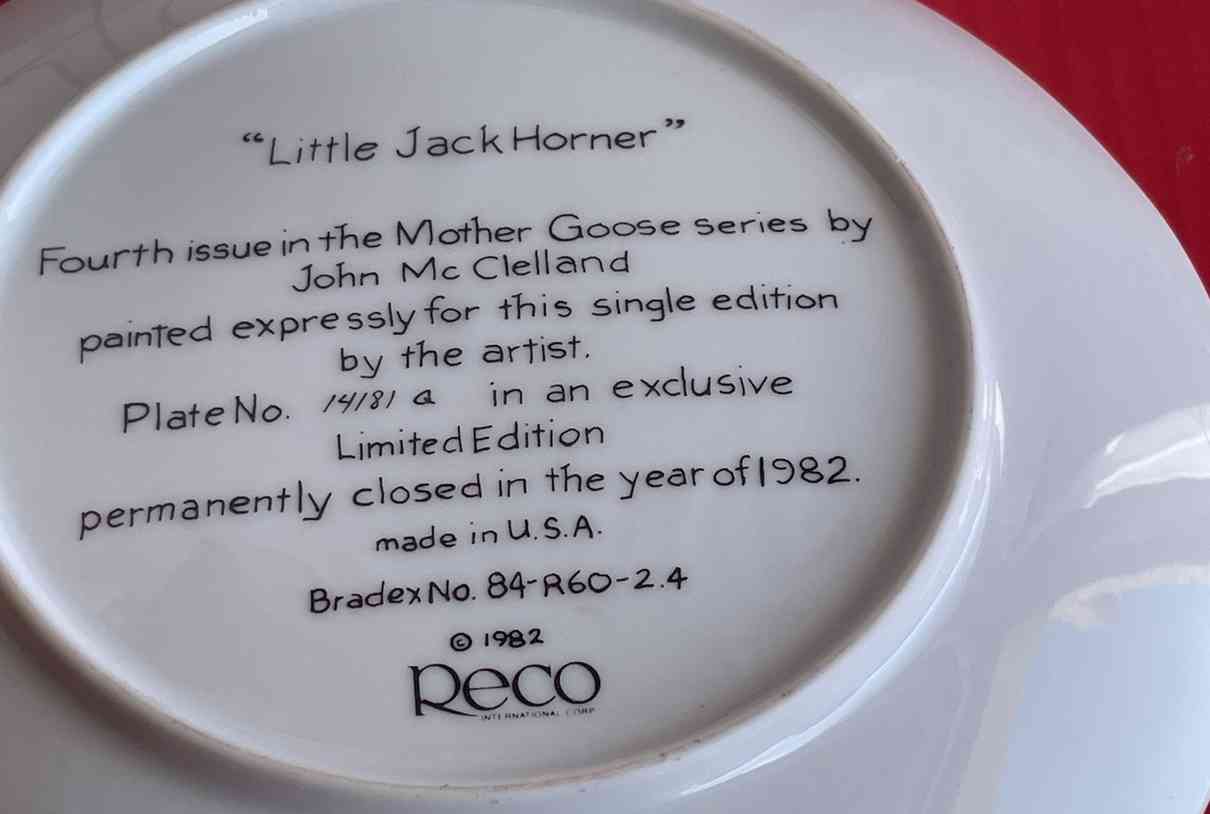 “Little Jack Horner”
Fourth issue in the Mother Goose series by
John McClelland
painted expressly for this single edition
by the artist.
Plate No. 14181 a in an exclusive
Limited Edition
permanently closed in the year of 1982.
made in U.S.A.
Bradex No. 84-R60-2.4
© 1982
Reco
INTERNATIONAL CORP.